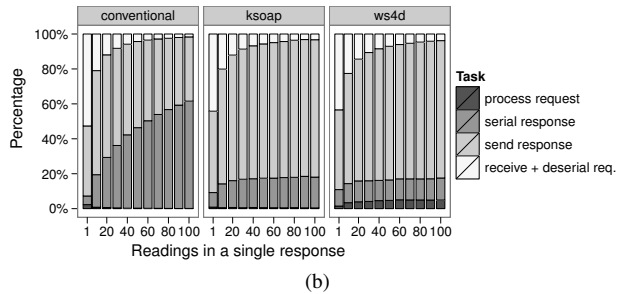 conventional ksoap ws4d
100%
80%
60%
40%
20%
0%
Percentage
1 20 40 60 80 100 1 20 40 60 80 100 1 20 40 60 80 100
Readings in a single response
Task
process request
serial response
send response
receive + deserial req.
(b)